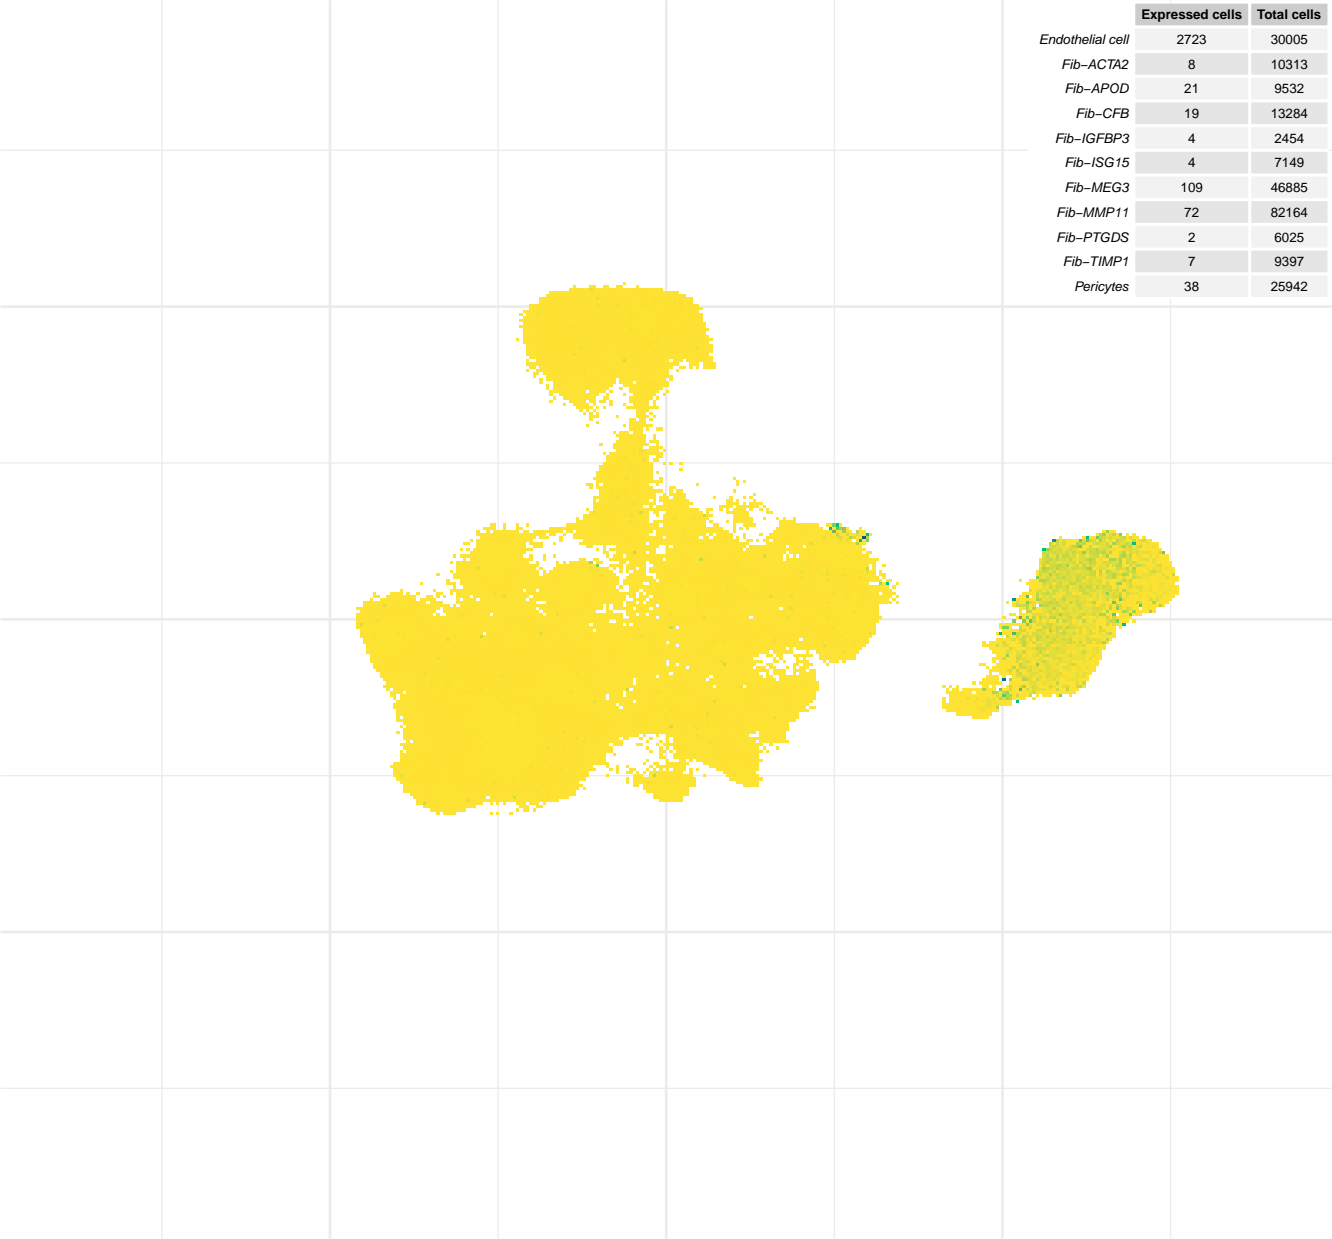 Expressed cells Total cells
Endothelial cell 2723 30005
Fib−ACTA2 8 10313
Fib−APOD 21 9532
Fib−CFB 19 13284
Fib−IGFBP3 4 2454
Fib−ISG15 4 7149
Fib−MEG3 109 46885
Fib−MMP11 72 82164
Fib−PTGDS 2 6025
Fib−TIMP1 7 9397
Pericytes 38 25942